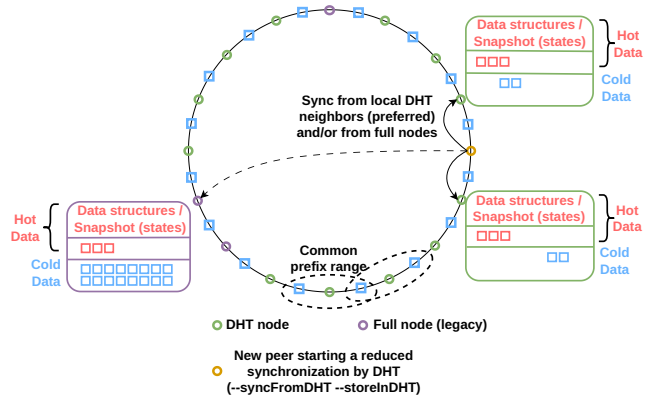 Data structures /
Snapshot (states)
Hot
Data
Cold
Data
Sync from local DHT
neighbors (preferred)
and/or from full nodes
Data structures /
Snapshot (states)
Hot
Data
Cold
Data
Data structures /
Snapshot (states)
Hot
Data
Cold
Data
Common
prefix range
DHT node
Full node (legacy)
New peer starting a reduced
synchronization by DHT
(--syncFromDHT --storeInDHT)